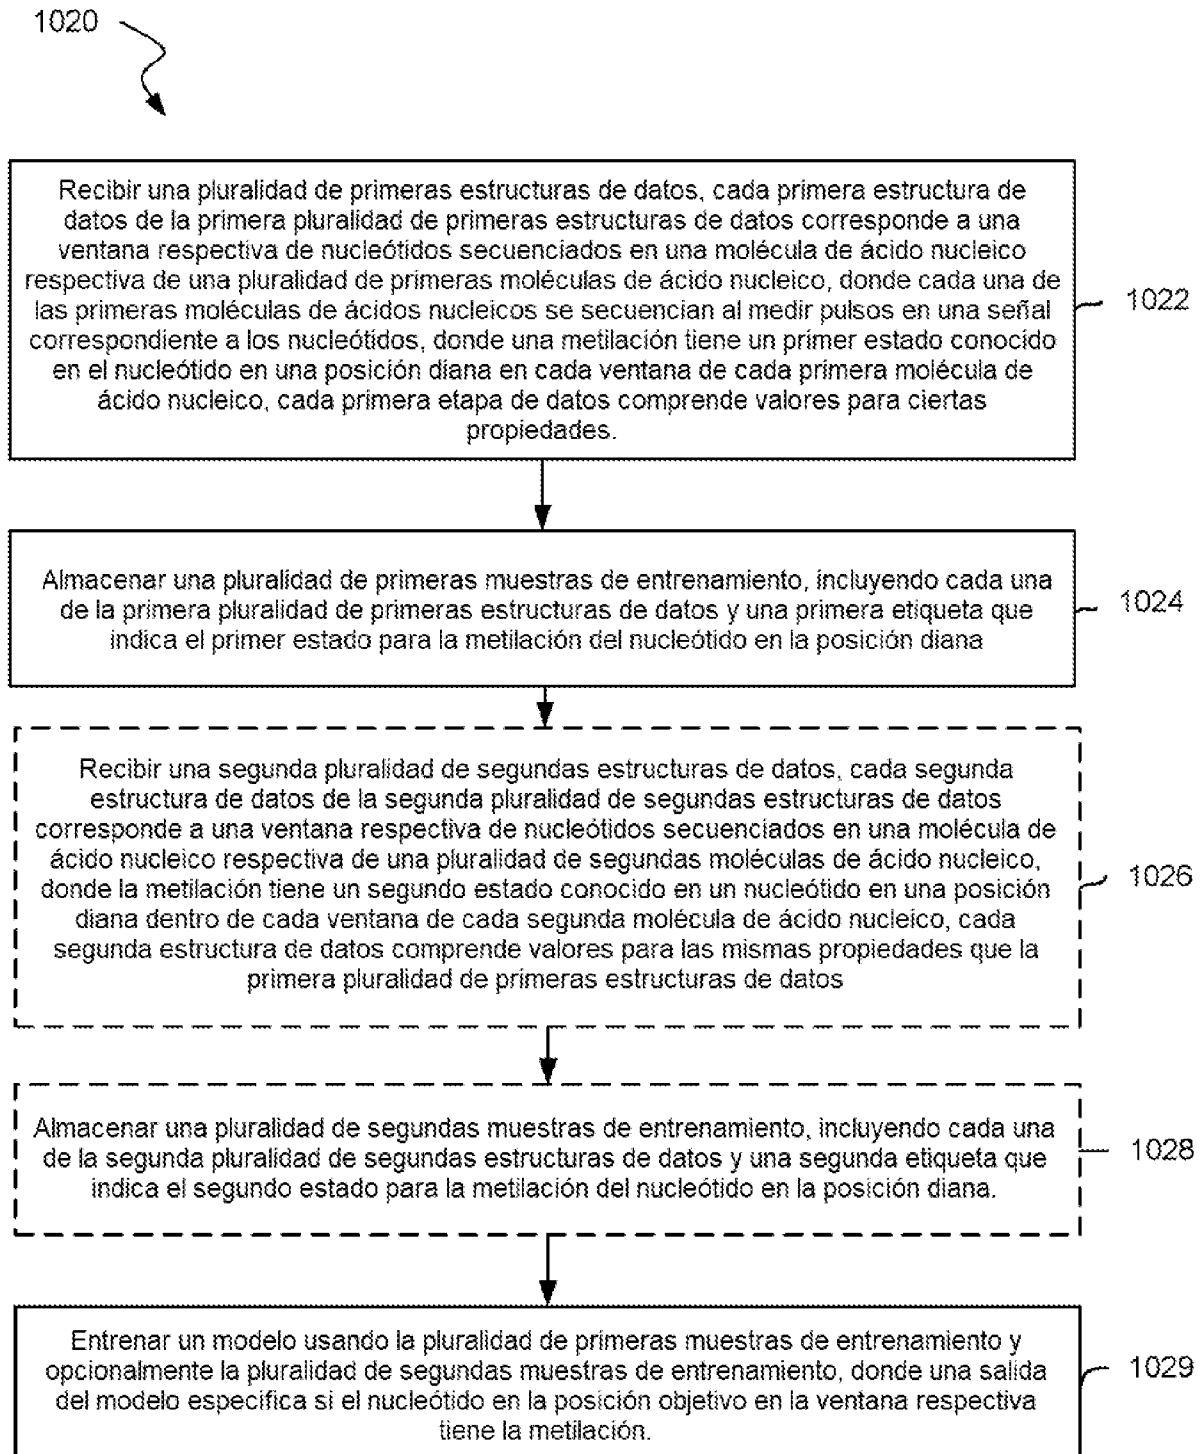 1020
Recibir una pluralidad de primeras estructuras de datos, cada primera estructura de
datos de la primera pluralidad de primeras estructuras de datos corresponde a una
ventana respectiva de nucleótidos secuenciados en una molécula de ácido nucleico
respectiva de una pluralidad de primeras moléculas de ácido nucleico, donde cada una de
las primeras moléculas de ácidos nucleicos se secuencian al medir pulsos en una señal
correspondiente a los nucleótidos, donde una metilación tiene un primer estado conocido
en el nucleótido en una posición diana en cada ventana de cada primera molécula de
ácido nucleico, cada primera etapa de datos comprende valores para ciertas
propiedades.
1022
Almacenar una pluralidad de primeras muestras de entrenamiento, incluyendo cada una
de la primera pluralidad de primeras estructuras de datos y una primera etiqueta que
indica el primer estado para la metilación del nucleótido en la posición diana
1024
Recibir una segunda pluralidad de segundas estructuras de datos, cada segunda
estructura de datos de la segunda pluralidad de segundas estructuras de datos
corresponde a una ventana respectiva de nucleótidos secuenciados en una molécula de
ácido nucleico respectiva de una pluralidad de segundas moléculas de ácido nucleico,
donde la metilación tiene un segundo estado conocido en un nucleótido en una posición
diana dentro de cada ventana de cada segunda molécula de ácido nucleico, cada
segunda estructura de datos comprende valores para las mismas propiedades que la
primera pluralidad de primeras estructuras de datos
1026
Almacenar una pluralidad de segundas muestras de entrenamiento, incluyendo cada una
de la segunda pluralidad de segundas estructuras de datos y una segunda etiqueta que
indica el segundo estado para la metilación del nucleótido en la posición diana.
1028
Entrenar un modelo usando la pluralidad de primeras muestras de entrenamiento y
opcionalmente la pluralidad de segundas muestras de entrenamiento, donde una salida
del modelo especifica si el nucleótido en la posición objetivo en la ventana respectiva
tiene la metilación.
1029